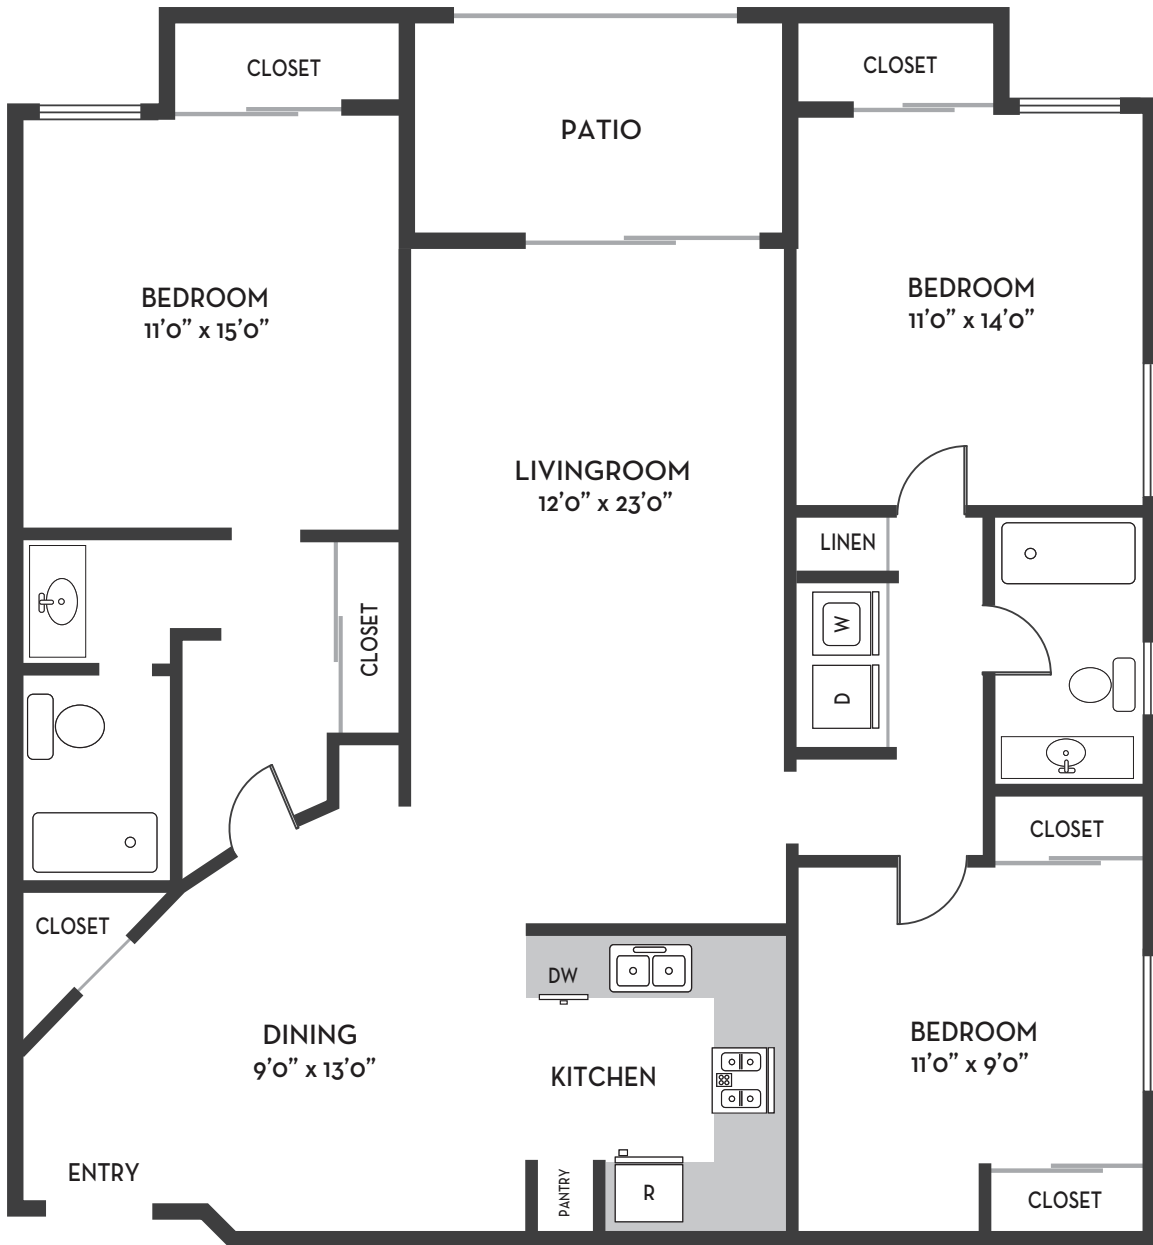 CLOSET
CLOSET
PATIO
BEDROOM
11’0” x 15’0”
BEDROOM
11’0” x 14’0”
LIVINGROOM
12’0” x 23’0”
LINEN
CLOSET
W
D
CLOSET
CLOSET
DW
DINING
9’0” x 13’0”
KITCHEN
BEDROOM
11’0” x 9’0”
ENTRY
PANTRY
R
CLOSET